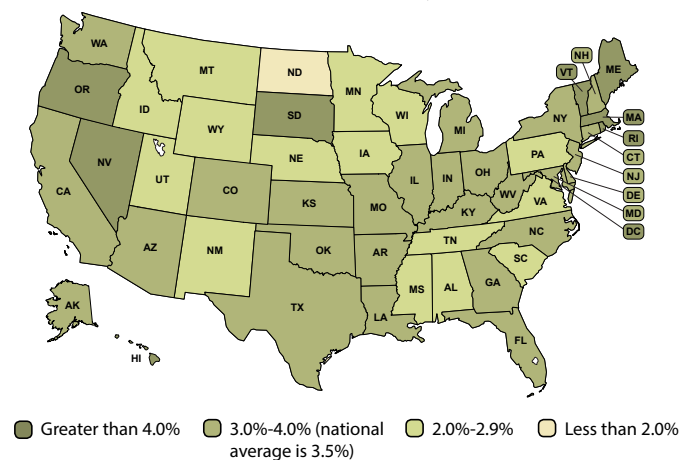 WA
OR
CA
NV
ID
MT
WY
UT
AZ
CO
NM
ND
SD
NE
KS
OK
TX
MN
IA
MO
AR
LA
WI
IL
MS
MI
IN
KY
TN
AL
OH
WV
GA
FL
SC
NC
VA
PA
NY
VT
NH
ME
MA
RI
CT
NJ
DE
MD
DC
AK
HI
Greater than 4.0%
3.0%-4.0% (national
average is 3.5%)
2.0%-2.9%
Less than 2.0%